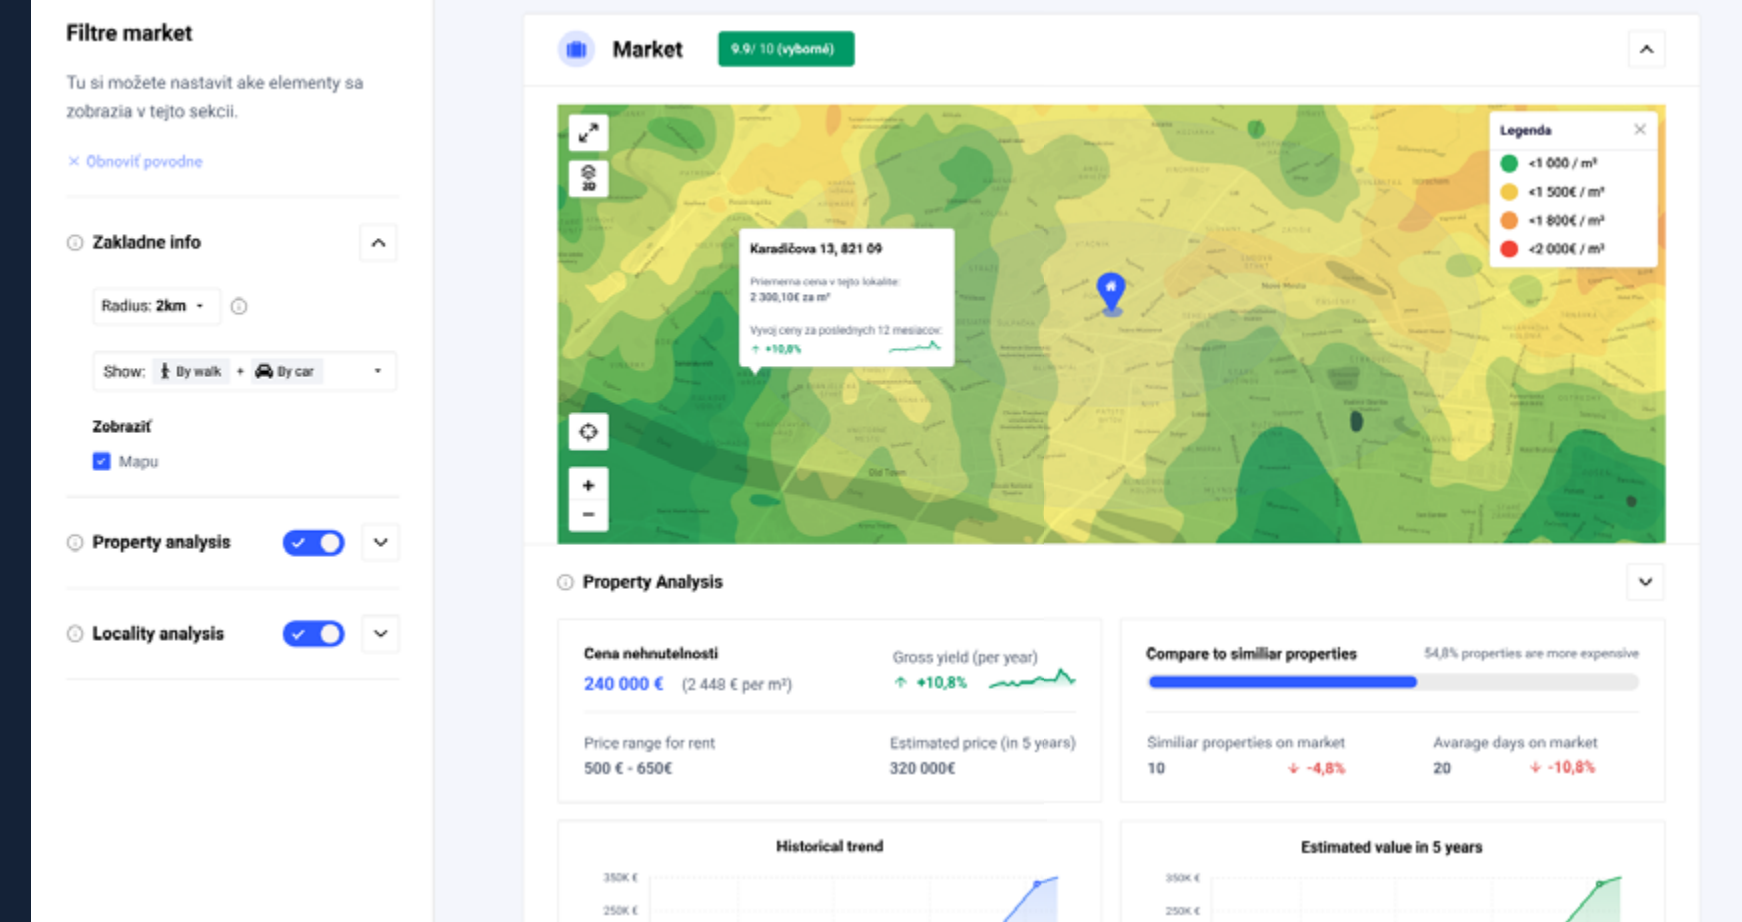 Filtre market
Tu si možete nastavit ake elementy sa
zobrazia v tejto sekcii.
× Obnoviť povodne
Zakladne info
Radius: 2km
Show: By walk + By car
Zobraziť
Mapu
Property analysis
Locality analysis
Market
9.9/ 10 (vyborné)
3D
Karadičova 13, 821 09
Priemerna cena v tejto lokalite:
2 300,10€ za m²
Vyvoj ceny za poslednych 12 mesiacov:
+10,8%
Old Town
Legenda
<1 000 / m²
<1 500€ / m²
<1 800€ / m²
<2 000€ / m²
Property Analysis
Cena nehnutelnosti
240 000 € (2 448 € per m²)
Gross yield (per year)
+10,8%
Price range for rent
500 € - 650€
Estimated price (in 5 years)
320 000€
Compare to similiar properties
54,8% properties are more expensive
Similiar properties on market
10 -4,8%
Avarage days on market
20 -10,8%
Historical trend
350K €
250K €
Estimated value in 5 years
350K €
250K €